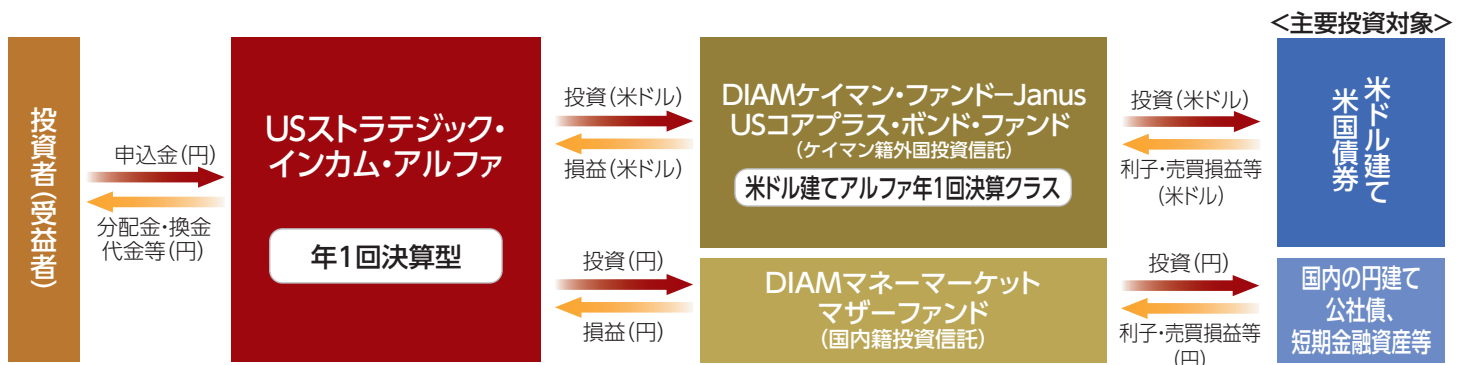 <主要投資対象>
投資者(受益者)
申込金(円)
分配金・換金
代金等(円)
USストラテジック・
インカム・アルファ
年1回決算型
投資(米ドル)
損益(米ドル)
DIAMケイマン・ファンド−Janus
USコアプラス・ボンド・ファンド
(ケイマン籍外国投資信託)
米ドル建てアルファ年1回決算クラス
投資(米ドル)
利子・売買損益等
(米ドル)
米ドル建て
米国債券
投資(円)
損益(円)
DIAMマネーマーケット
マザーファンド
(国内籍投資信託)
投資(円)
利子・売買損益等
(円)
国内の円建て
公社債、
短期金融資産等